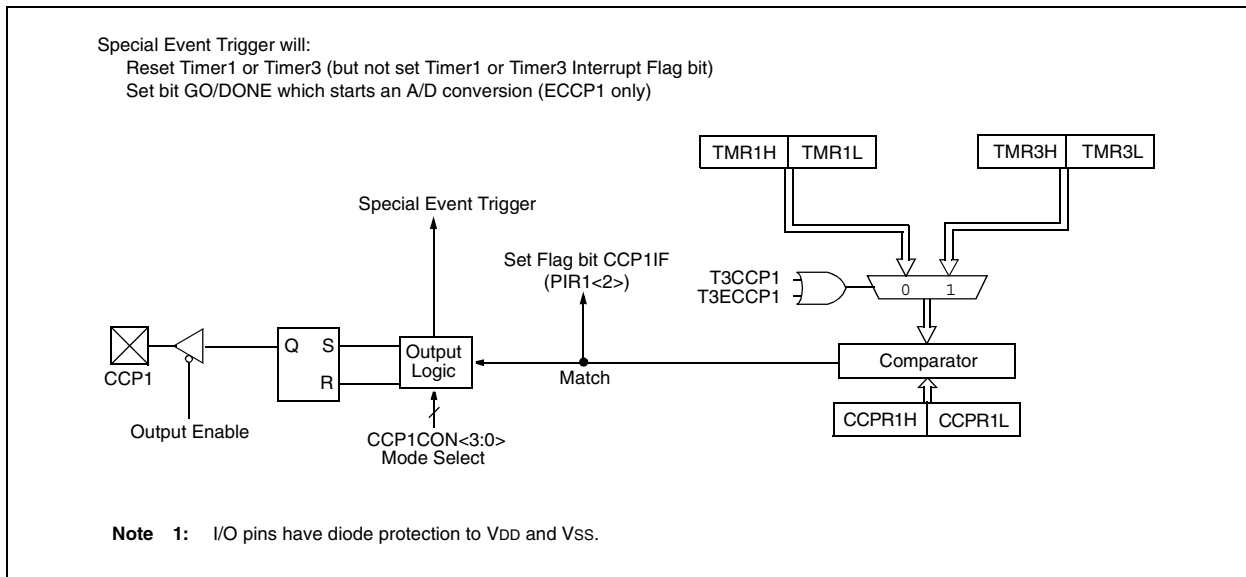 Special Event Trigger will:
Reset Timer1 or Timer3 (but not set Timer1 or Timer3 Interrupt Flag bit)
Set bit GO/DONE which starts an A/D conversion (ECCP1 only)
TMR1H TMR1L
TMR3H TMR3L
Special Event Trigger
Set Flag bit CCP1IF
(PIR1<2>)
T3CCP1
T3ECCP1
0 1
CCP1
Q S
R
Output
Logic
Match
Comparator
Output Enable
CCP1CON<3:0>
Mode Select
CCPR1H CCPR1L
Note 1: I/O pins have diode protection to VDD and VSS.